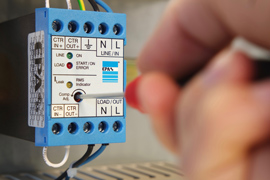 CTR IN+ CTR OUT+ N L
LINE ON LINE / IN
LOAD START / ON ERROR
I LOAD RMS Indicator
Comp A/E LOAD / OUT
CTR IN - CTR OUT - N L